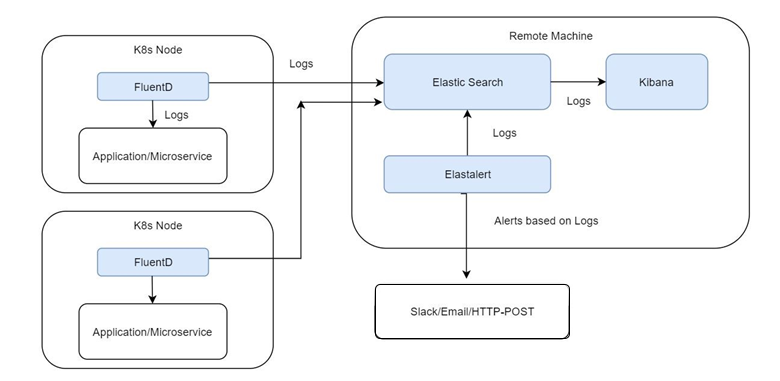 K8s Node
FluentD
Logs
Application/Microservice
Logs
K8s Node
FluentD
Application/Microservice
Remote Machine
Elastic Search
Logs
Kibana
Logs
Elastalert
Alerts based on Logs
Slack/Email/HTTP-POST